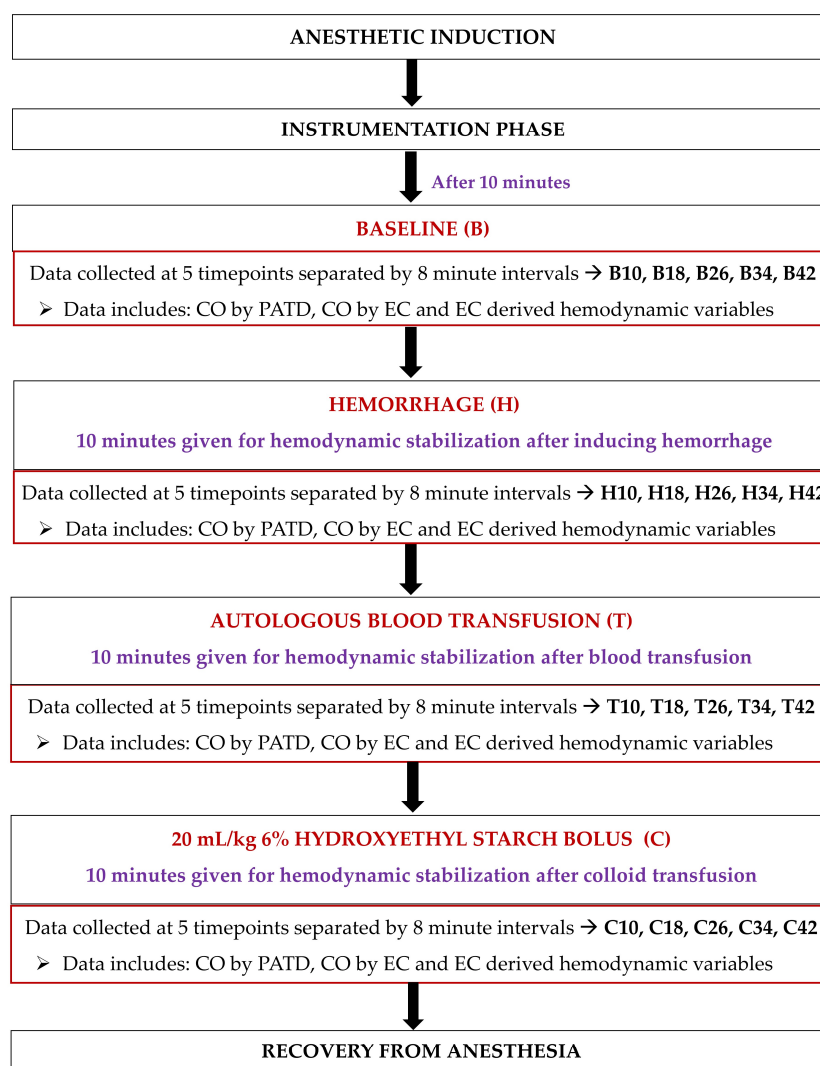 ANESTHETIC INDUCTION
INSTRUMENTATION PHASE
After 10 minutes
BASELINE (B)
Data collected at 5 timepoints separated by 8 minute intervals → B10, B18, B26, B34, B42
➢ Data includes: CO by PATD, CO by EC and EC derived hemodynamic variables
HEMORRHAGE (H)
10 minutes given for hemodynamic stabilization after inducing hemorrhage
Data collected at 5 timepoints separated by 8 minute intervals → H10, H18, H26, H34, H42
➢ Data includes: CO by PATD, CO by EC and EC derived hemodynamic variables
AUTOLOGOUS BLOOD TRANSFUSION (T)
10 minutes given for hemodynamic stabilization after blood transfusion
Data collected at 5 timepoints separated by 8 minute intervals → T10, T18, T26, T34, T42
➢ Data includes: CO by PATD, CO by EC and EC derived hemodynamic variables
20 mL/kg 6% HYDROXYETHYL STARCH BOLUS (C)
10 minutes given for hemodynamic stabilization after colloid transfusion
Data collected at 5 timepoints separated by 8 minute intervals → C10, C18, C26, C34, C42
➢ Data includes: CO by PATD, CO by EC and EC derived hemodynamic variables
RECOVERY FROM ANESTHESIA